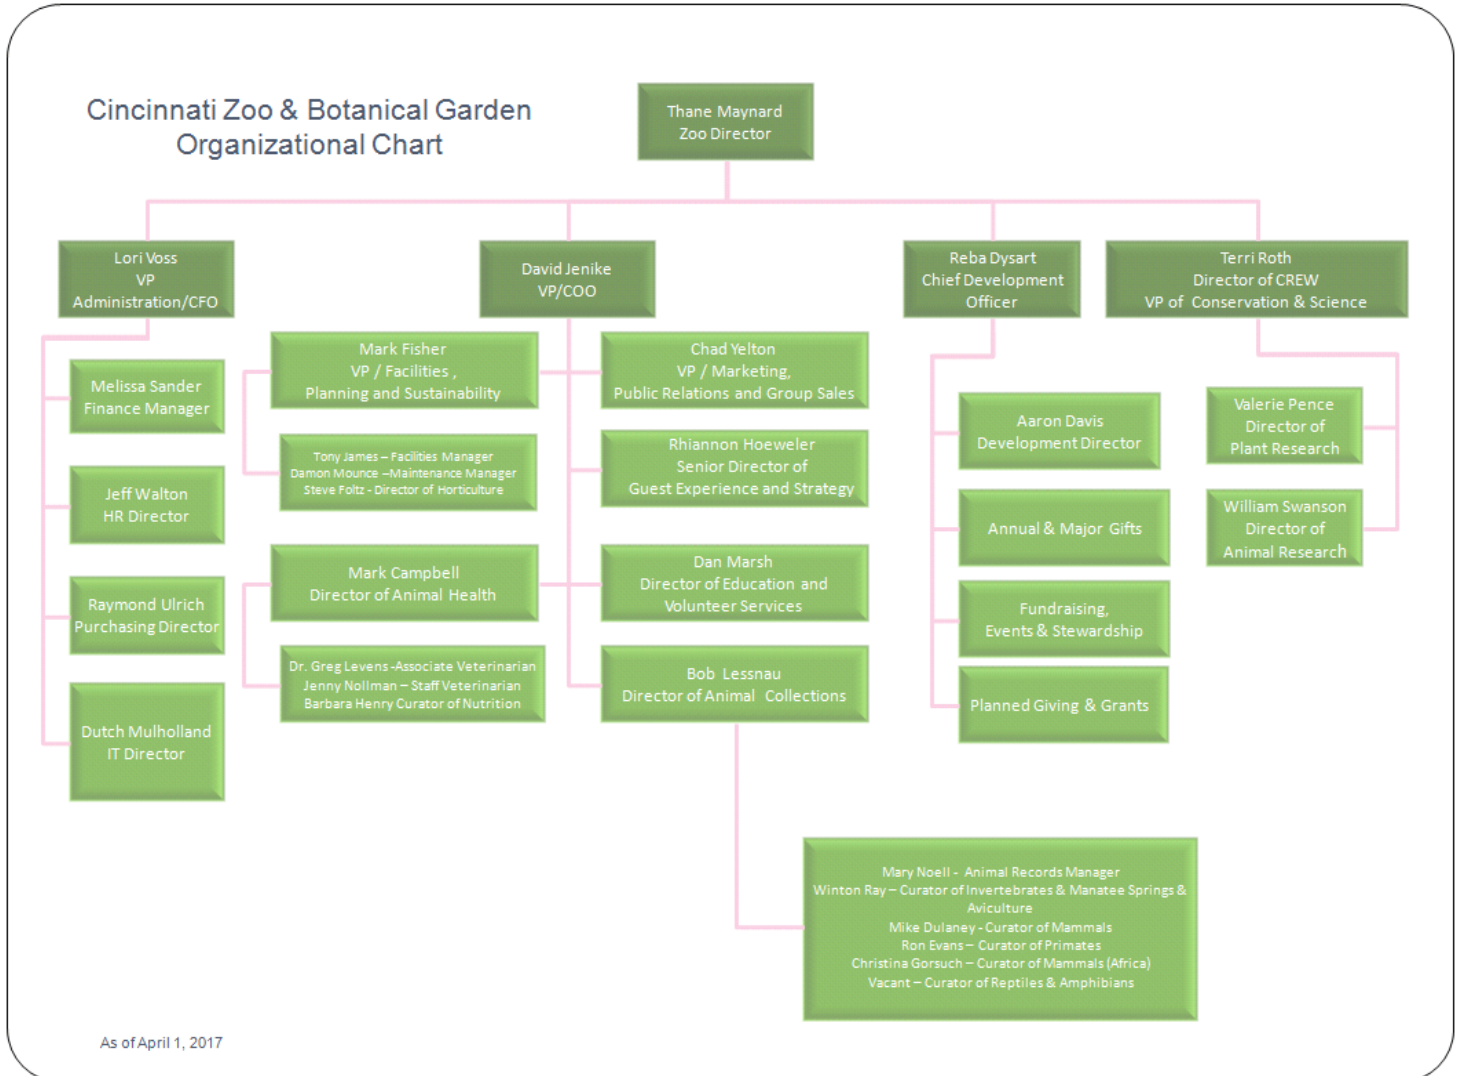 Cincinnati Zoo & Botanical Garden
Organizational Chart
Thane Maynard
Zoo Director
Lori Voss
VP
Administration/CFO
David Jenike
VP/COO
Reba Dysart
Chief Development
Officer
Terri Roth
Director of CREW
VP of Conservation & Science
Melissa Sander
Finance Manager
Jeff Walton
HR Director
Raymond Ulrich
Purchasing Director
Dutch Mulholland
IT Director
Mark Fisher
VP / Facilities ,
Planning and Sustainability
Tony James – Facilities Manager
Damon Mounce –Maintenance Manager
Steve Foltz - Director of Horticulture
Mark Campbell
Director of Animal Health
Dr. Greg Levens -Associate Veterinarian
Jenny Nollman – Staff Veterinarian
Barbara Henry Curator of Nutrition
Chad Yelton
VP / Marketing,
Public Relations and Group Sales
Rhiannon Hoeweler
Senior Director of
Guest Experience and Strategy
Dan Marsh
Director of Education and
Volunteer Services
Bob Lessnau
Director of Animal Collections
Mary Noell - Animal Records Manager
Winton Ray – Curator of Invertebrates & Manatee Springs &
Aviculture
Mike Dulaney - Curator of Mammals
Ron Evans – Curator of Primates
Christina Gorsuch – Curator of Mammals (Africa)
Vacant – Curator of Reptiles & Amphibians
Aaron Davis
Development Director
Annual & Major Gifts
Fundraising,
Events & Stewardship
Planned Giving & Grants
Valerie Pence
Director of
Plant Research
William Swanson
Director of
Animal Research
As of April 1, 2017